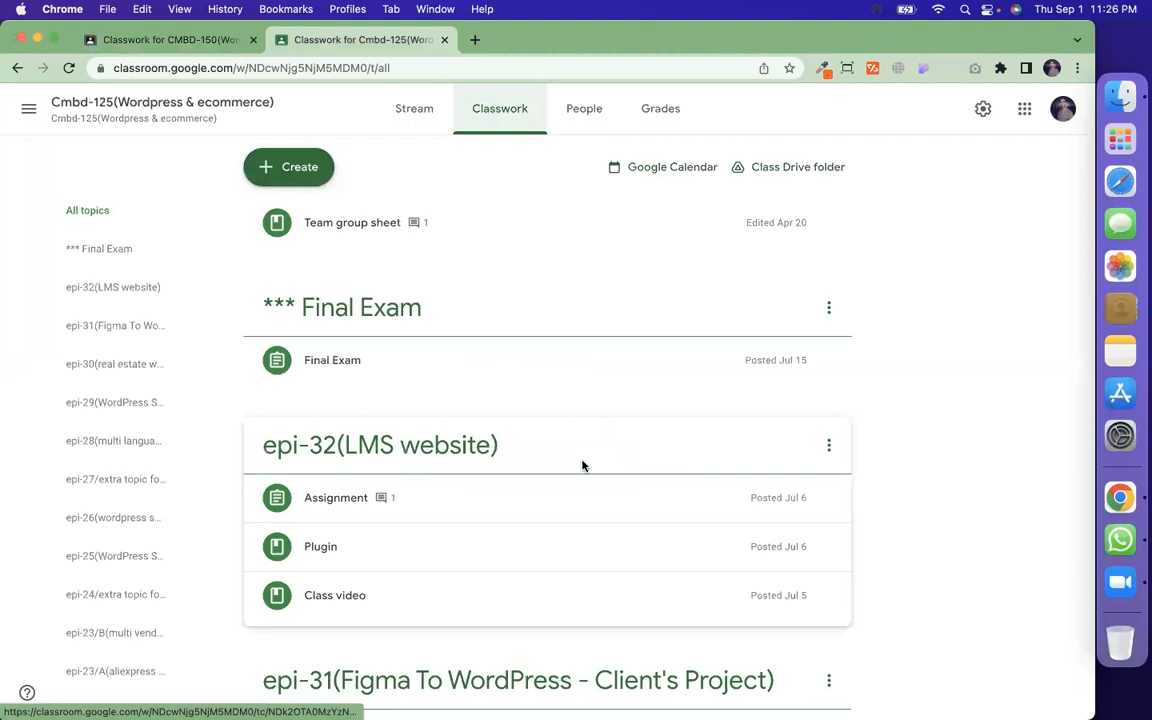 Chrome File Edit View History Bookmarks Profiles Tab Window Help Thu Sep 1 11:26 PM
Classwork for CMBD-150(Wor Classwork for Cmbd-125(Word
classroom.google.com/w/NDcwNjg5NjM5MDM0/t/all
Cmbd-125(Wordpress & ecommerce)
Cmbd-125(Wordpress & ecommerce)
Stream Classwork People Grades
Create Google Calendar Class Drive folder
All topics
*** Final Exam
epi-32(LMS website)
epi-31(Figma To Wo...
epi-30(real estate w...
epi-29(WordPress S...
epi-28(multi langua...
epi-27/extra topic fo...
epi-26(wordpress s...
epi-25(WordPress S...
epi-24/extra topic fo...
epi-23/B(multi vend...
epi-23/A(aliexpress ...
Team group sheet 1 Edited Apr 20
*** Final Exam
Final Exam Posted Jul 15
epi-32(LMS website)
Assignment 1 Posted Jul 6
Plugin Posted Jul 6
Class video Posted Jul 5
epi-31(Figma To WordPress - Client's Project)
https://classroom.google.com/w/NDcwNjg5NjM5MDM0/tc/NDk2OTA0MzYzN...